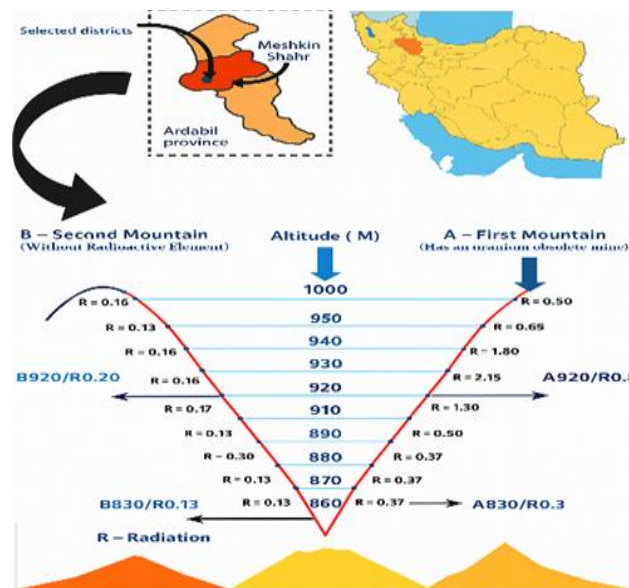 Selected districts
Meshkin
Shahr
Ardabil
province
B – Second Mountain
(Without Radioactive Element)
Altitude ( M)
A – First Mountain
(Has an uranium obsolete mine)
1000
R = 0.16
R = 0.50
950
R = 0.13
R = 0.65
940
R = 0.16
R = 1.80
930
R = 0.16
R = 2.15
B920/R0.20
920
A920/R0.8
R = 0.17
910
R = 1.30
R = 0.13
890
R = 0.50
R = 0.30
880
R = 0.37
R = 0.13
870
R = 0.37
B830/R0.13
R = 0.13
860
R = 0.37
A830/R0.3
R – Radiation